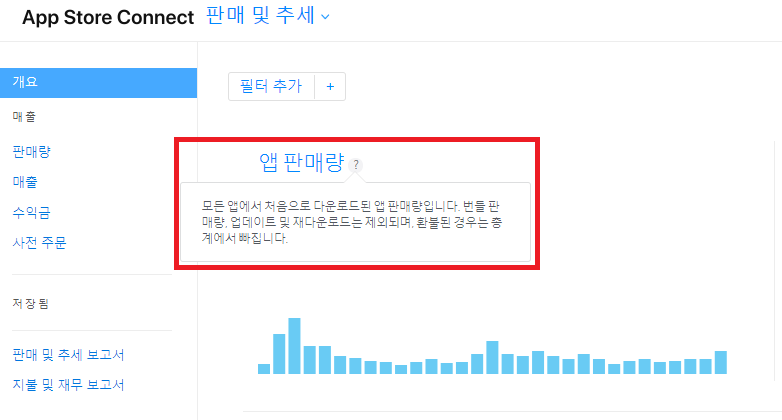 App Store Connect 판매 및 추세
개요
필터 추가 +
매출
판매량
매출
수익금
사전 주문
앱 판매량 ?
모든 앱에서 처음으로 다운로드된 앱 판매량입니다. 번들 판
매량, 업데이트 및 재다운로드는 제외되며, 환불된 경우는 총
계에서 빠집니다.
저장됨
판매 및 추세 보고서
지불 및 재무 보고서